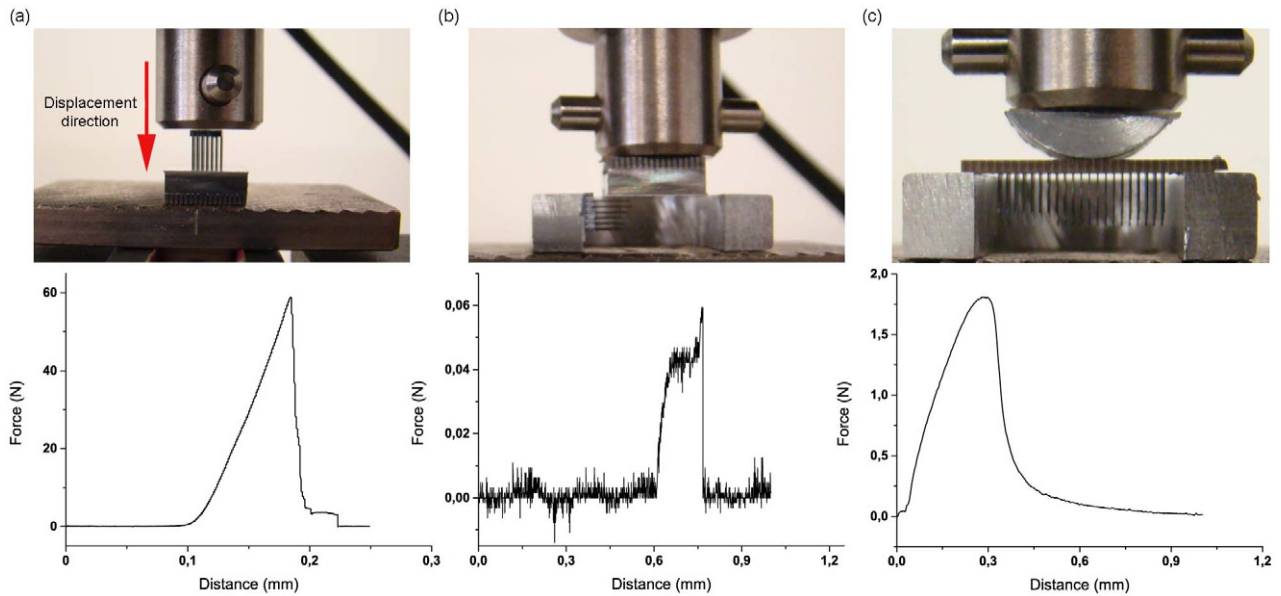 (a)
(b)
(c)
Displacement
direction
60
40
20
0
Force (N)
0
0,1
0,2
0,3
Distance (mm)
0,06
0,04
0,02
0,00
Force (N)
0,0
0,3
0,6
0,9
1,2
Distance (mm)
2,0
1,5
1,0
0,5
0,0
Force (N)
0,0
0,3
0,6
0,9
1,2
Distance (mm)